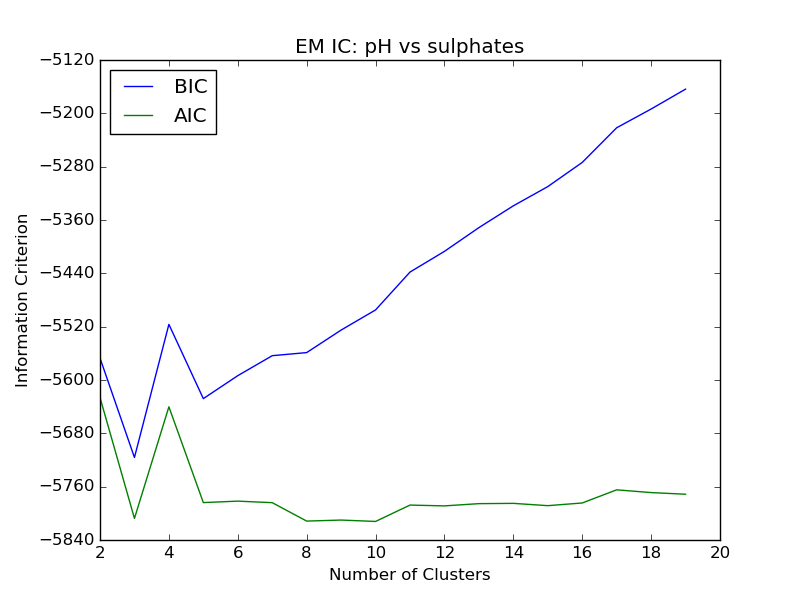 EM IC: pH vs sulphates
−5120
−5200
−5280
−5360
−5440
−5520
−5600
−5680
−5760
−5840
BIC
AIC
Information Criterion
2 4 6 8 10 12 14 16 18 20
Number of Clusters